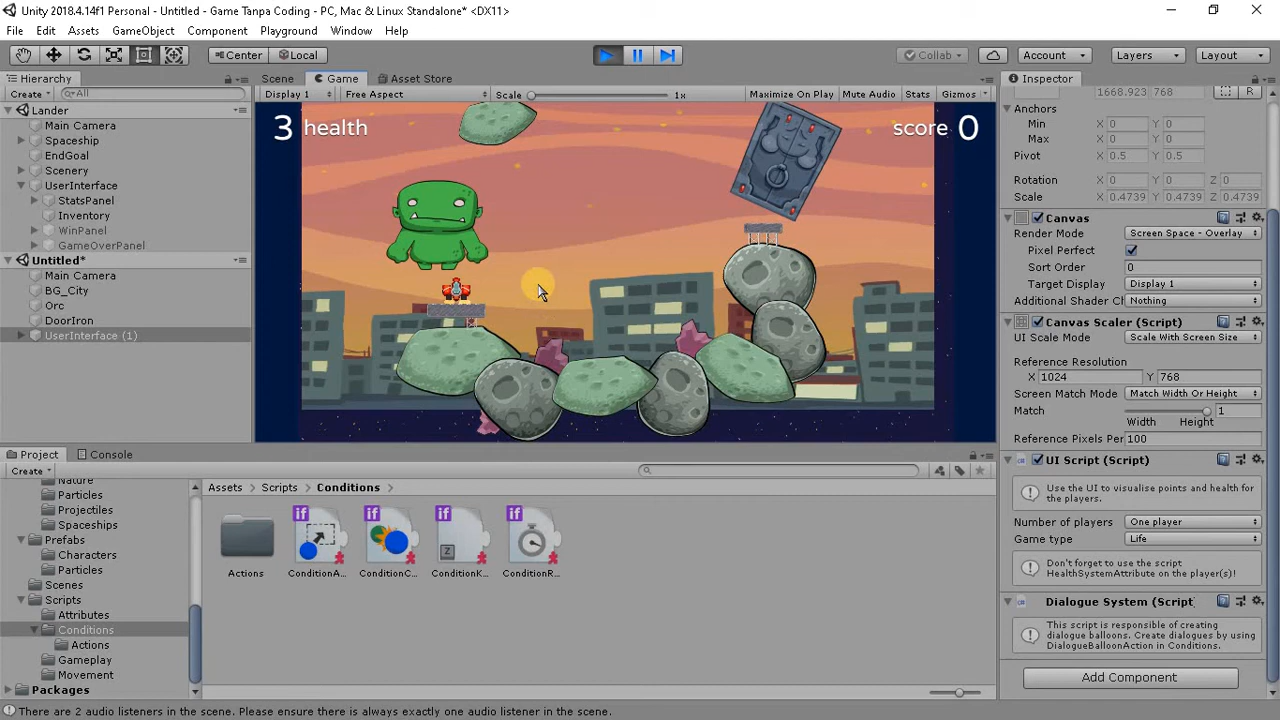 Unity 2018.4.14f1 Personal - Untitled - Game Tanpa Coding - PC, Mac & Linux Standalone* <DX11>
File Edit Assets GameObject Component Playground Window Help
Center Local Collab Account Layers Layout
Hierarchy Scene Game Asset Store Inspector
Create All Display 1 Free Aspect Scale 1x Maximize On Play Mute Audio Stats Gizmos 1668.923 768 R
Lander
Main Camera
Spaceship
EndGoal
Scenery
UserInterface
StatsPanel
Inventory
WinPanel
GameOverPanel
Untitled*
Main Camera
BG_City
Orc
DoorIron
UserInterface (1)
3 health score 0
Anchors
Min X 0 Y 0
Max X 0 Y 0
Pivot X 0.5 Y 0.5
Rotation X 0 Y 0 Z 0
Scale X 0.4739 Y 0.4739 Z 0.4739
Canvas
Render Mode Screen Space - Overlay
Pixel Perfect
Sort Order 0
Target Display Display 1
Additional Shader C Nothing
Canvas Scaler (Script)
UI Scale Mode Scale With Screen Size
Reference Resolution
X 1024 Y 768
Screen Match Mode Match Width Or Height
Match 1
Width Height
Reference Pixels Per 100
UI Script (Script)
Use the UI to visualise points and health for
the players.
Number of players One player
Game type Life
Don't forget to use the script
HealthSystemAttribute on the player(s)!
Dialogue System (Script)
This script is responsible of creating
dialogue balloons. Create dialogues by using
DialogueBalloonAction in Conditions.
Add Component
Project Console
Create
Nature
Particles
Projectiles
Spaceships
Prefabs
Characters
Particles
Scenes
Scripts
Attributes
Conditions
Actions
Gameplay
Movement
Packages
Assets Scripts Conditions
if if if if
Z
Actions ConditionA... ConditionC... ConditionK... ConditionR...
There are 2 audio listeners in the scene. Please ensure there is always exactly one audio listener in the scene.